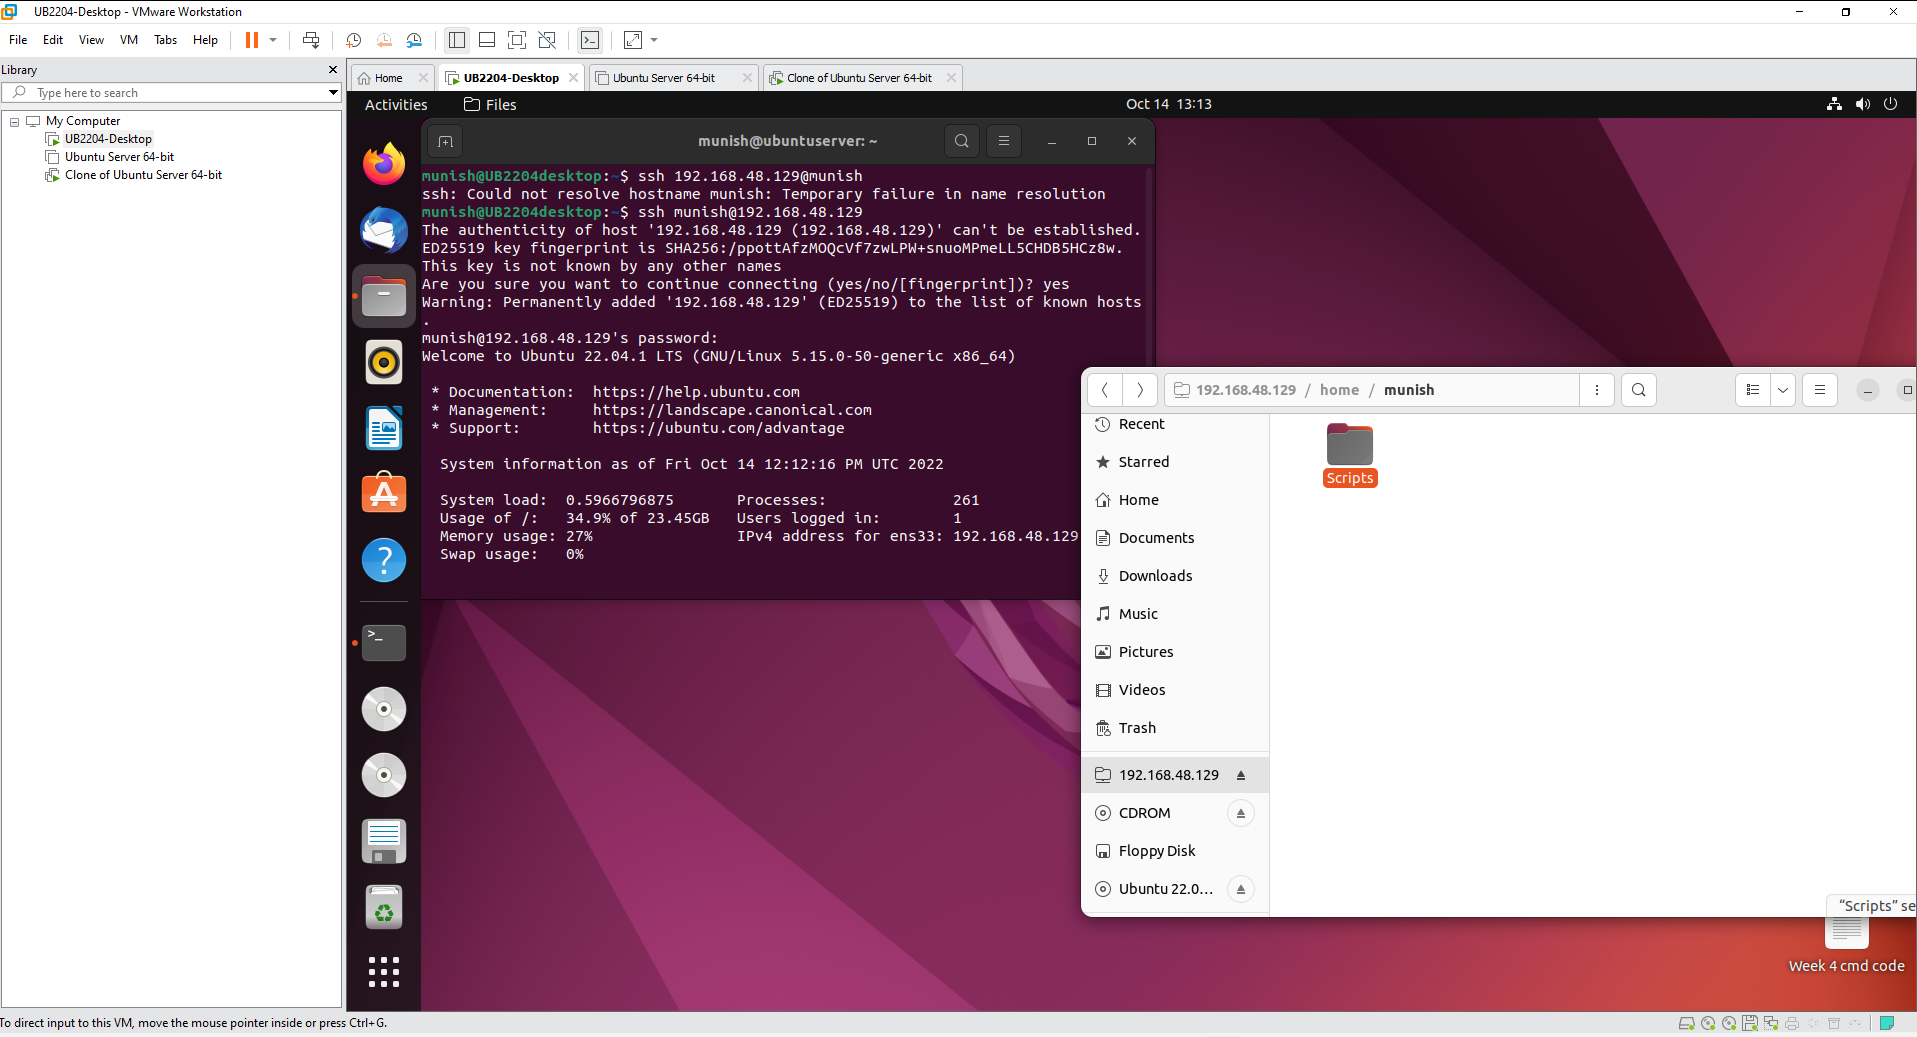 UB2204-Desktop - VMware Workstation
File Edit View VM Tabs Help
Library
Type here to search
My Computer
UB2204-Desktop
Ubuntu Server 64-bit
Clone of Ubuntu Server 64-bit
Home UB2204-Desktop Ubuntu Server 64-bit Clone of Ubuntu Server 64-bit
Activities Files Oct 14 13:13
munish@ubuntuserver: ~
munish@UB2204desktop:~$ ssh 192.168.48.129@munish
ssh: Could not resolve hostname munish: Temporary failure in name resolution
munish@UB2204desktop:~$ ssh munish@192.168.48.129
The authenticity of host '192.168.48.129 (192.168.48.129)' can't be established.
ED25519 key fingerprint is SHA256:/ppottAfzMOQcVf7zwLPW+snuoMPmeLL5CHDB5HCz8w.
This key is not known by any other names
Are you sure you want to continue connecting (yes/no/[fingerprint])? yes
Warning: Permanently added '192.168.48.129' (ED25519) to the list of known hosts
.
munish@192.168.48.129's password:
Welcome to Ubuntu 22.04.1 LTS (GNU/Linux 5.15.0-50-generic x86_64)
* Documentation: https://help.ubuntu.com
* Management: https://landscape.canonical.com
* Support: https://ubuntu.com/advantage
System information as of Fri Oct 14 12:12:16 PM UTC 2022
System load: 0.5966796875 Processes: 261
Usage of /: 34.9% of 23.45GB Users logged in: 1
Memory usage: 27% IPv4 address for ens33: 192.168.48.129
Swap usage: 0%
192.168.48.129 / home / munish
Recent
Starred
Home
Documents
Downloads
Music
Pictures
Videos
Trash
192.168.48.129
CDROM
Floppy Disk
Ubuntu 22.0...
Scripts
"Scripts" se
Week 4 cmd code
To direct input to this VM, move the mouse pointer inside or press Ctrl+G.